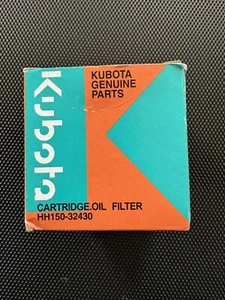 Kubota
KUBOTA
GENUINE
PARTS
CARTRIDGE.OIL FILTER
HH150-32430